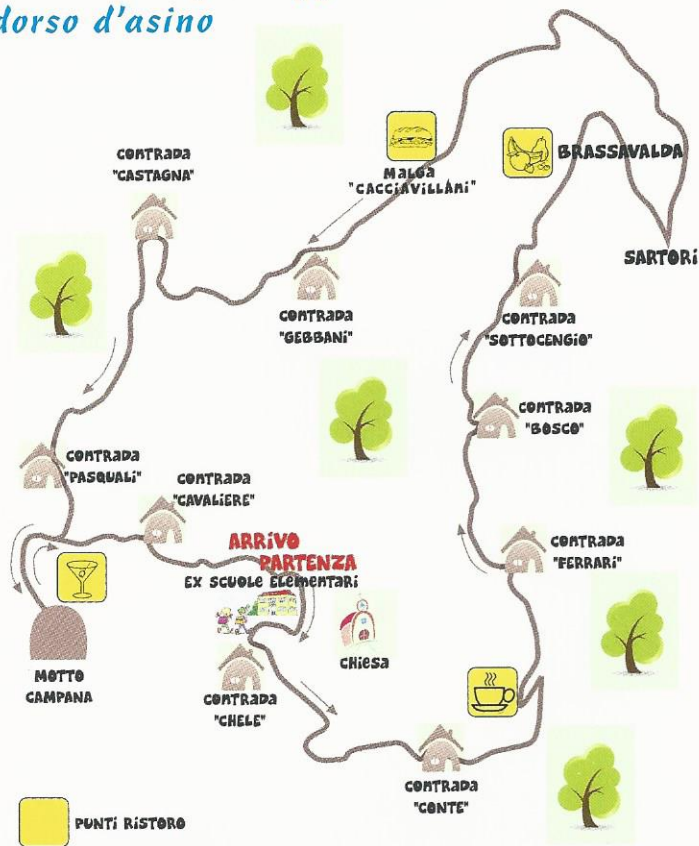 dorso d'asino
CONTRADA
"CASTAGNA"
MALGA
"CACCIAVILLANI"
BRASSAVALDA
SARTORI
CONTRADA
"GEBBANI"
CONTRADA
"SOTTOCENGIO"
CONTRADA
"BOSCO"
CONTRADA
"PASQUALI"
CONTRADA
"CAVALIERE"
ARRIVO
PARTENZA
EX SCUOLE ELEMENTARI
CONTRADA
"FERRARI"
CHIESA
MOTTO
CAMPANA
CONTRADA
"CHELE"
CONTRADA
"CONTE"
PUNTI RISTORO